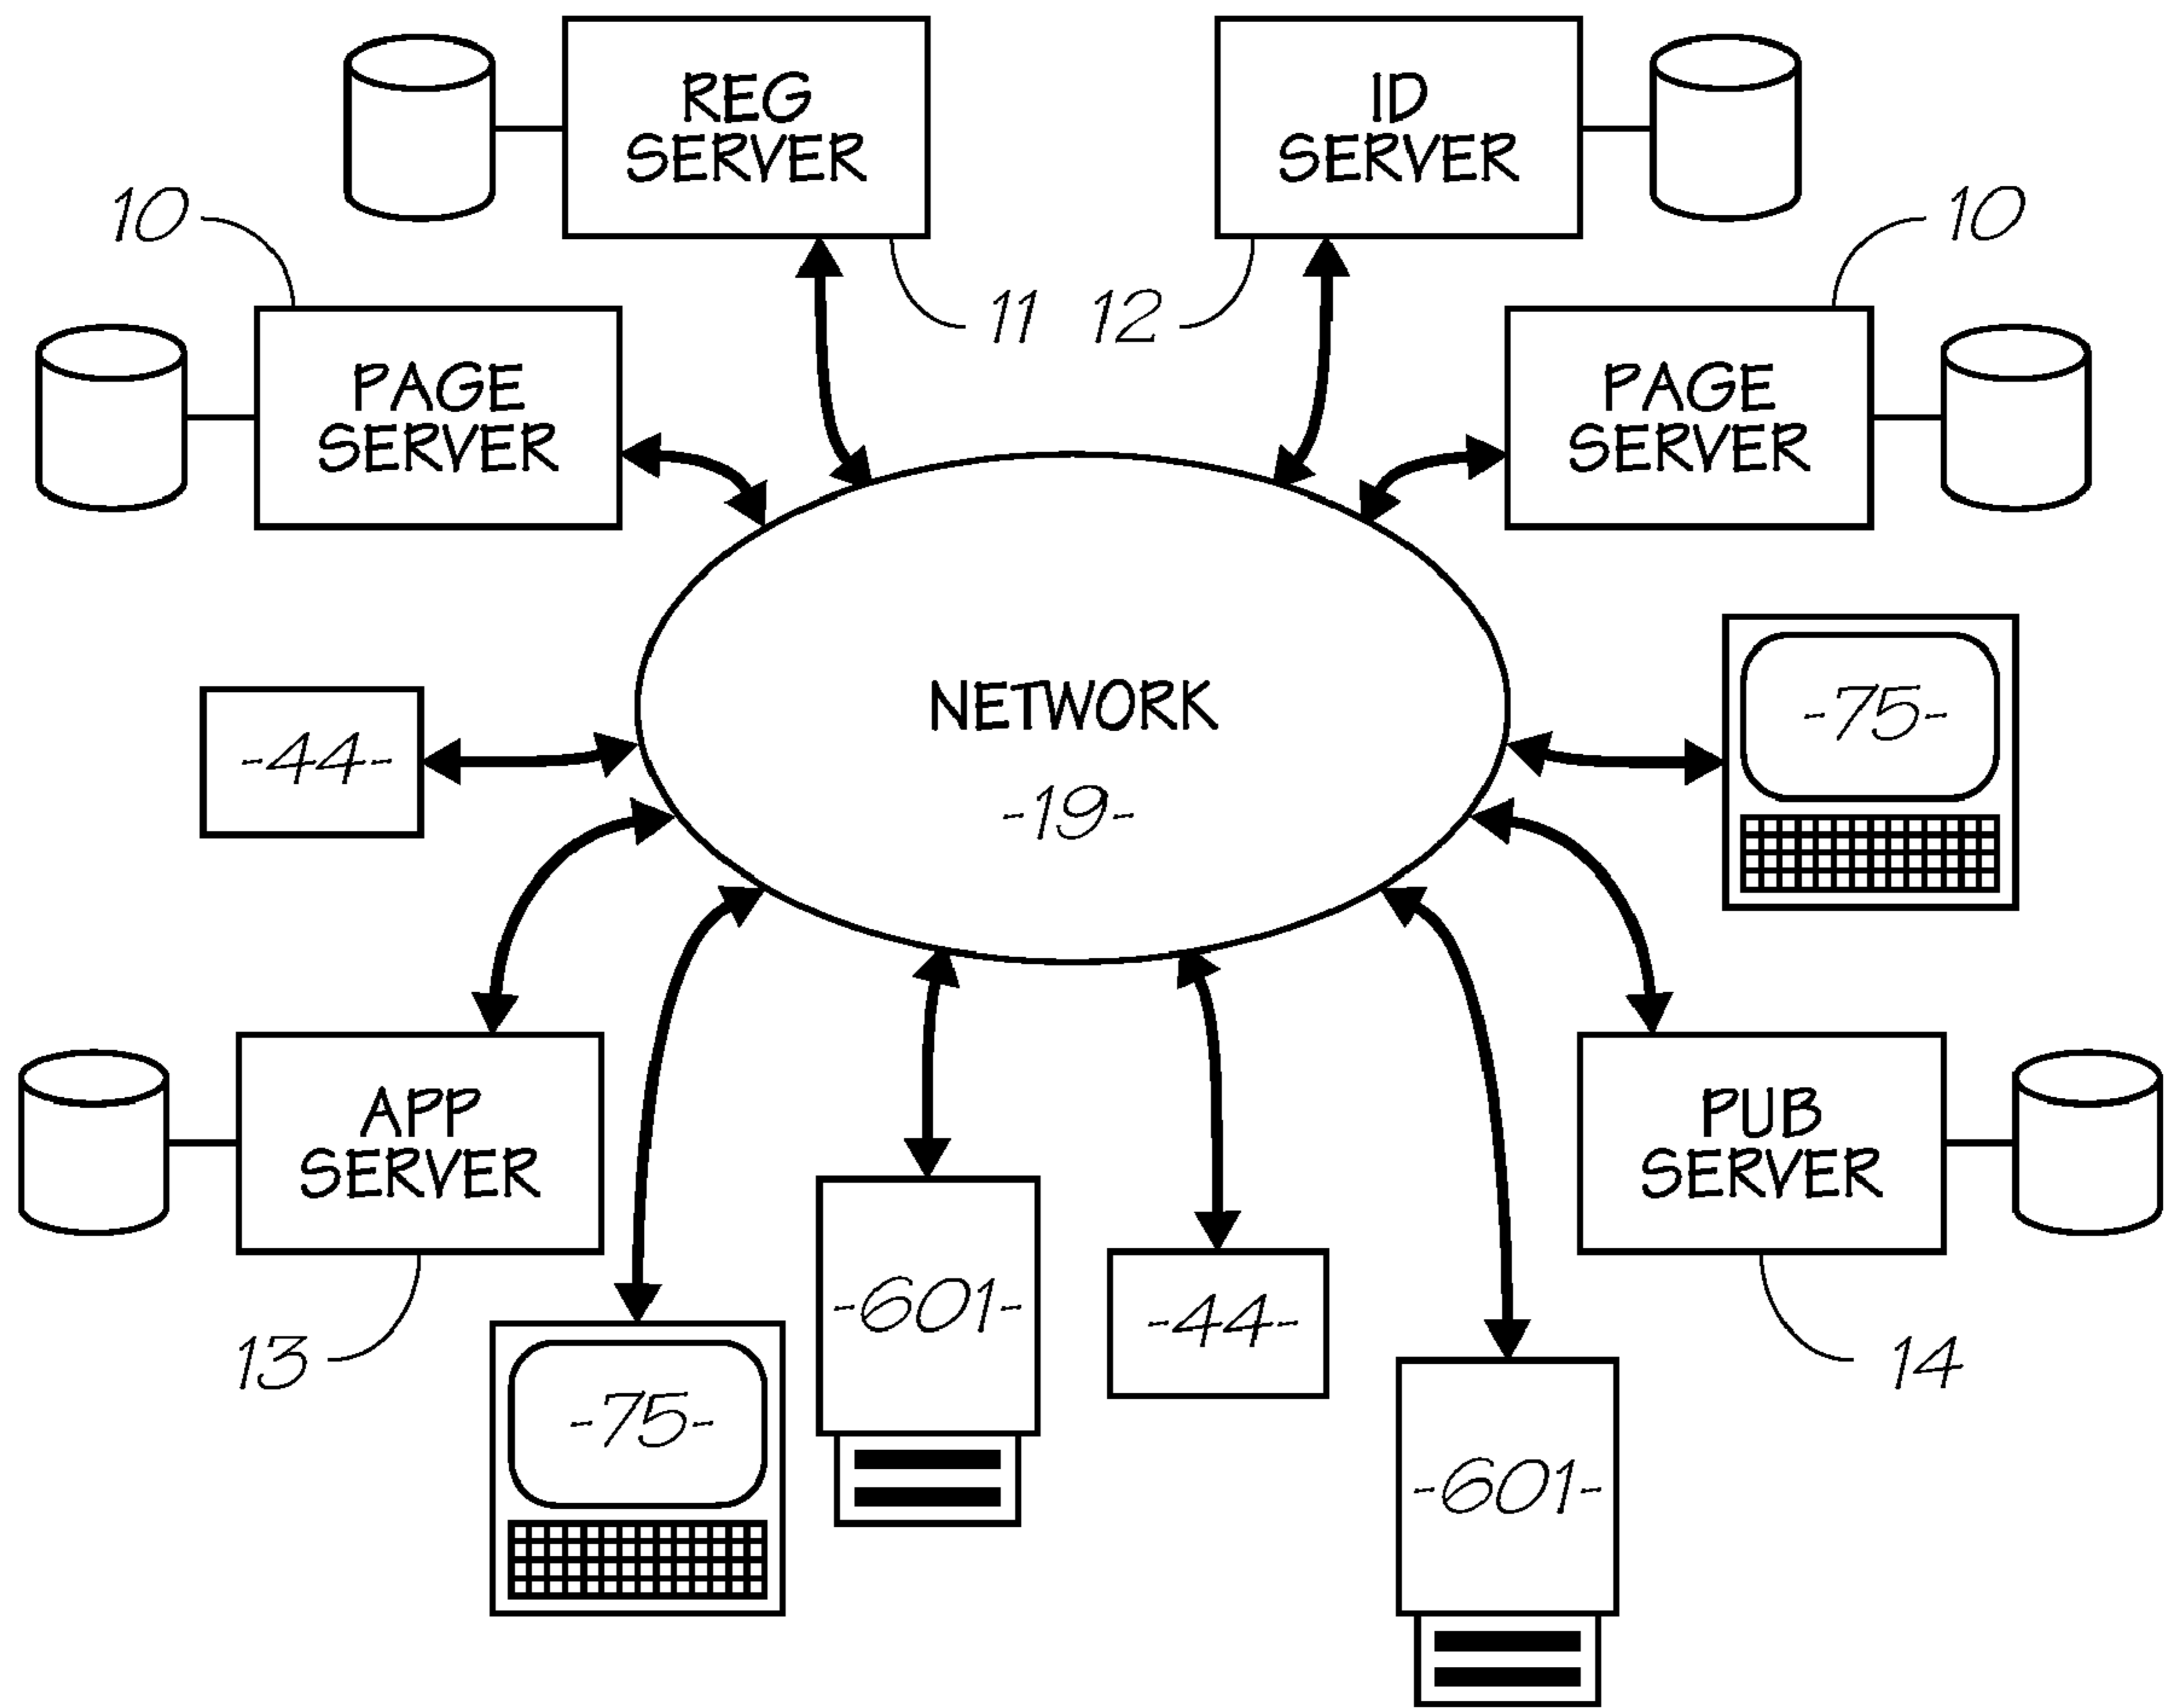 REG
SERVER
ID
SERVER
10
10
11
12
PAGE
SERVER
PAGE
SERVER
NETWORK
-19-
-44-
-75-
APP
SERVER
PUB
SERVER
13
-75-
-601-
-44-
-601-
14